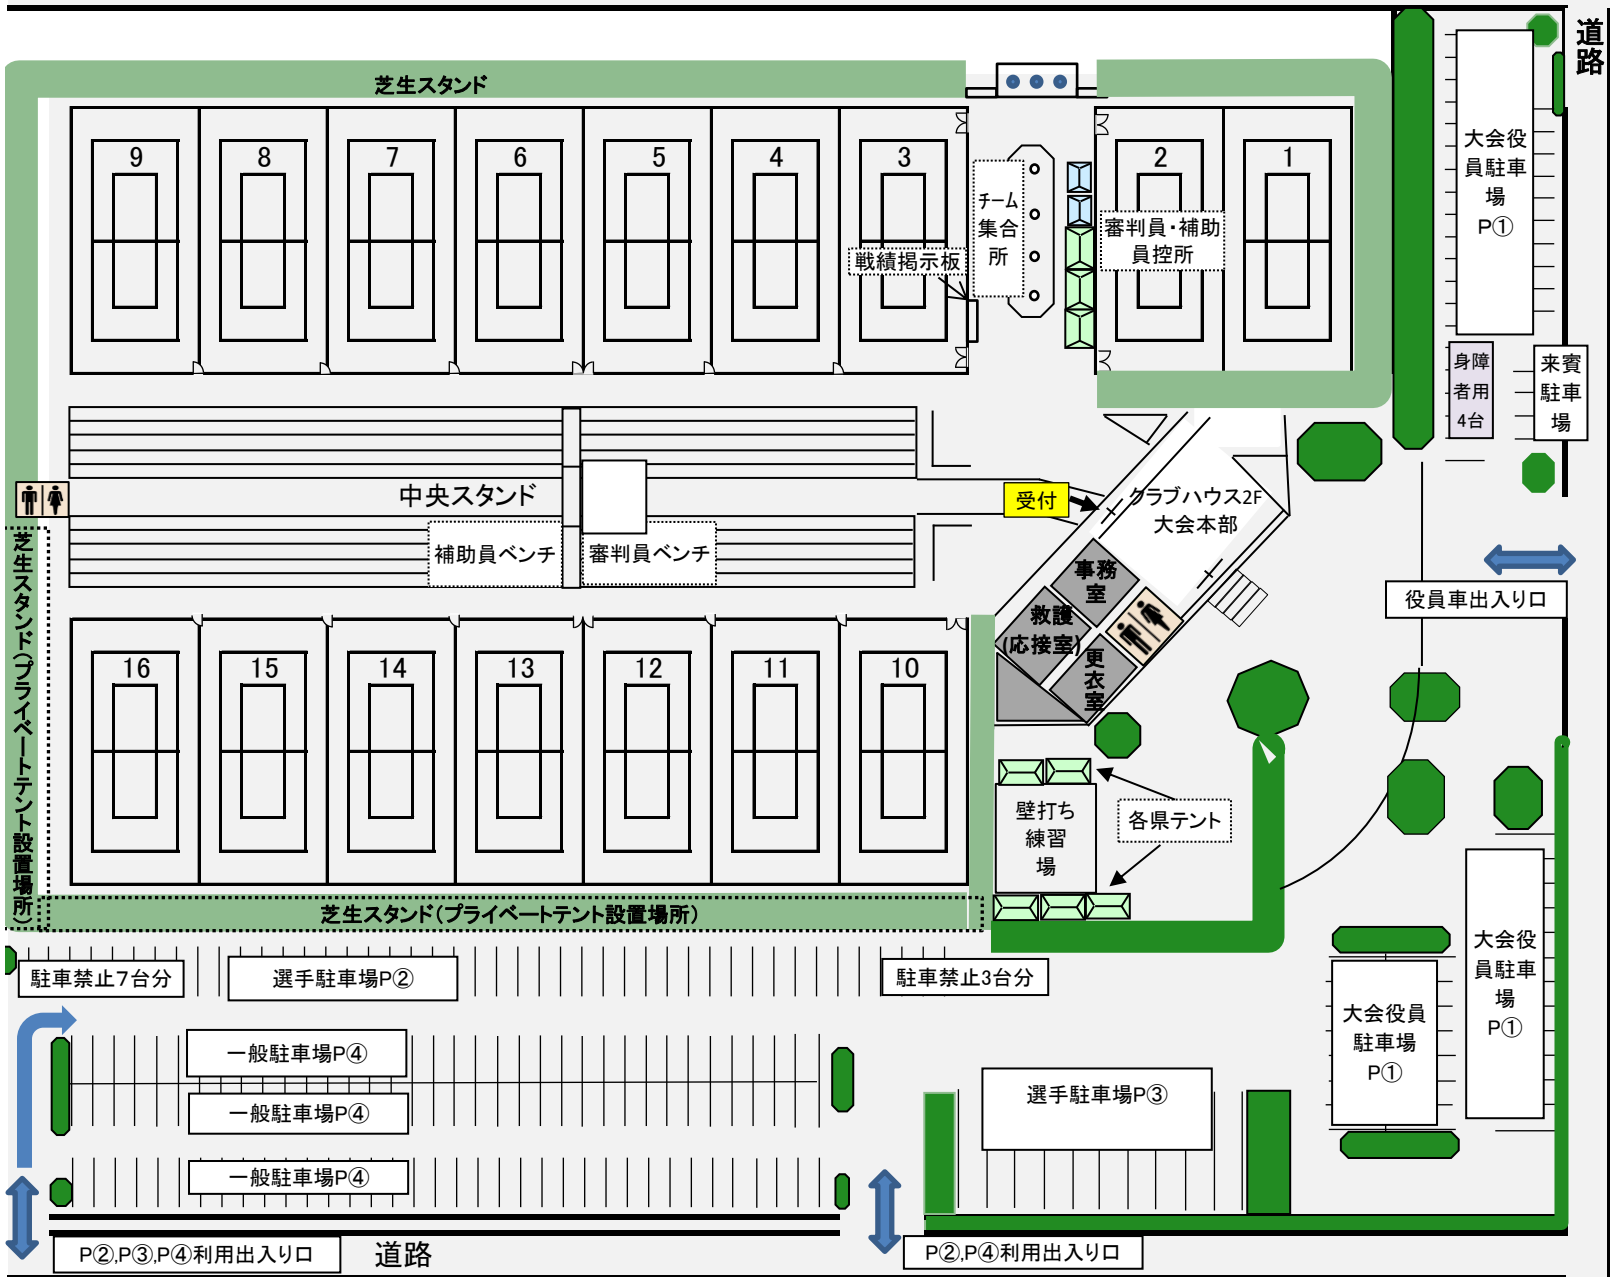 道路
芝生スタンド
大会役
員駐車
場
P①
9
8
7
6
5
4
3
2
1
チーム
集合
所
審判員・補助
員控所
戦績掲示板
身障
者用
4台
来賓
駐車
場
中央スタンド
受付
クラブハウス2F
大会本部
補助員ベンチ
審判員ベンチ
芝生スタンド(プライベートテント設置場所)
事務
室
救護
(応接室)
更衣室
役員車出入り口
16
15
14
13
12
11
10
壁打ち
練習
場
各県テント
芝生スタンド(プライベートテント設置場所)
駐車禁止7台分
選手駐車場P②
駐車禁止3台分
大会役
員駐車
場
P①
大会役員
駐車場
P①
一般駐車場P④
一般駐車場P④
選手駐車場P③
一般駐車場P④
P②,P③,P④利用出入り口
道路
P②,P④利用出入り口